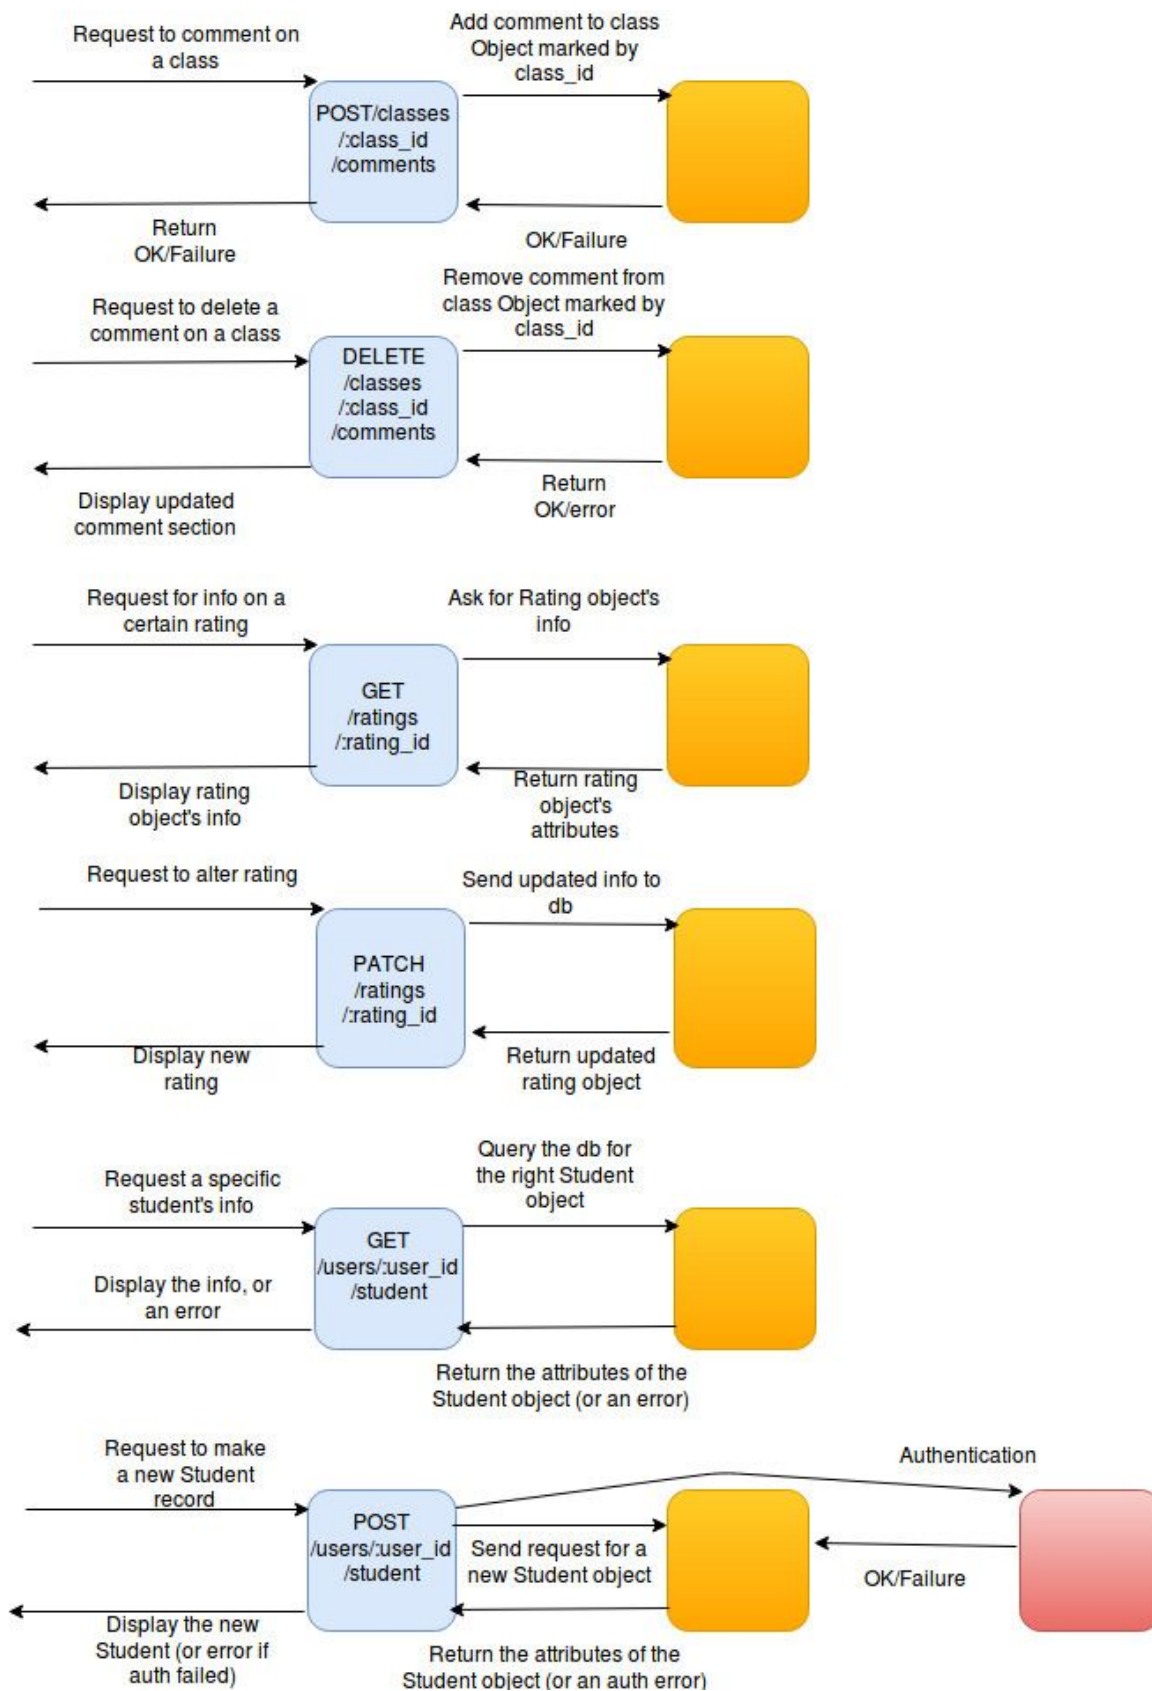 Request to comment on
a class
Add comment to class
Object marked by
class_id
POST/classes
/:class_id
/comments
Return
OK/Failure
OK/Failure
Request to delete a
comment on a class
Remove comment from
class Object marked by
class_id
DELETE
/classes
/:class_id
/comments
Display updated
comment section
Return
OK/error
Request for info on a
certain rating
Ask for Rating object's
info
GET
/ratings
/:rating_id
Display rating
object's info
Return rating
object's
attributes
Request to alter rating
Send updated info to
db
PATCH
/ratings
/:rating_id
Display new
rating
Return updated
rating object
Request a specific
student's info
Query the db for
the right Student
object
GET
/users/:user_id
/student
Display the info, or
an error
Return the attributes of the
Student object (or an error)
Request to make
a new Student
record
Authentication
POST
/users/:user_id
/student
Send request for a
new Student object
OK/Failure
Display the new
Student (or error if
auth failed)
Return the attributes of the
Student object (or an auth error)